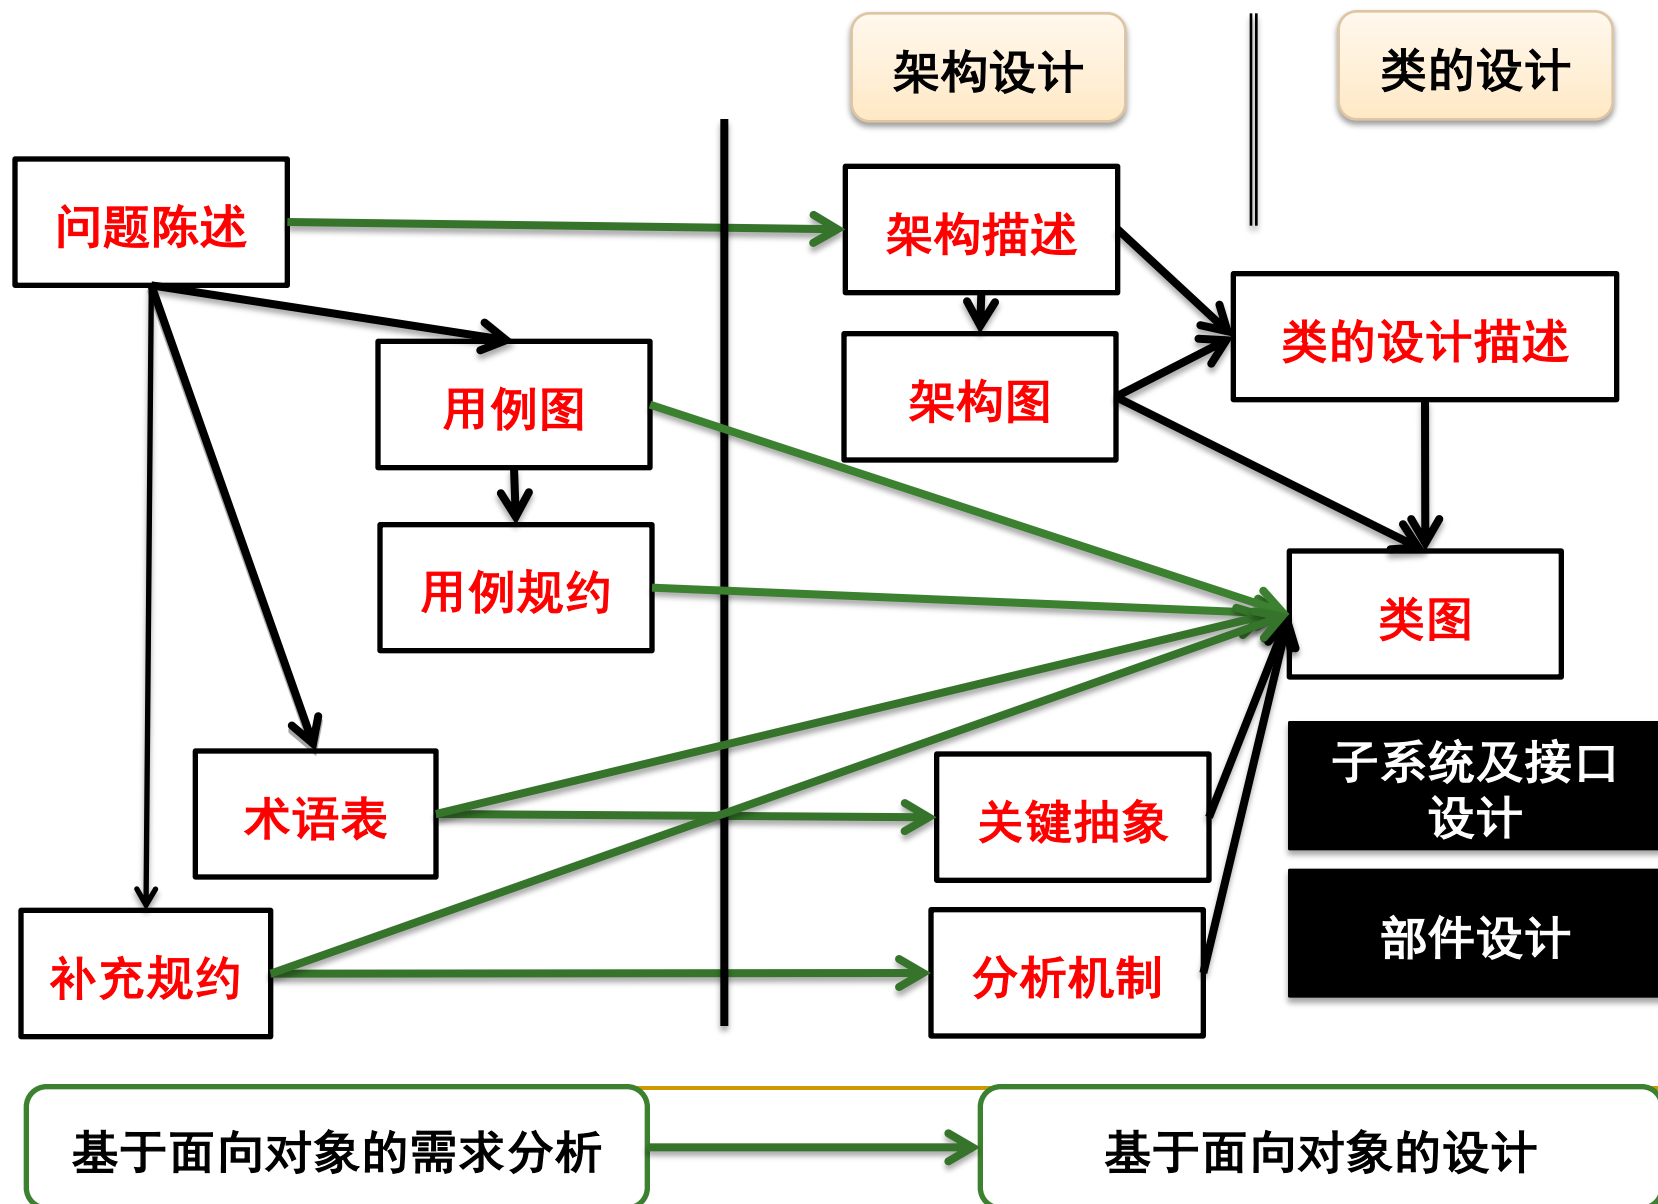 架构设计
类的设计
问题陈述
架构描述
类的设计描述
用例图
架构图
用例规约
类图
术语表
关键抽象
子系统及接口
设计
补充规约
分析机制
部件设计
基于面向对象的需求分析
基于面向对象的设计